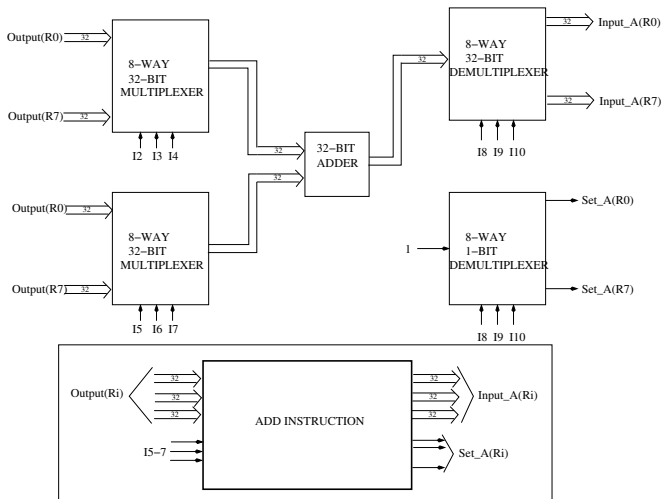 Output(R0)
32
8-WAY
32-BIT
MULTIPLEXER
Output(R7)
32
I2 I3 I4
32
Output(R0)
32
8-WAY
32-BIT
MULTIPLEXER
Output(R7)
32
I5 I6 I7
32
32-BIT
ADDER
32
8-WAY
32-BIT
DEMULTIPLEXER
32
Input_A(R0)
32
Input_A(R7)
I8 I9 I10
1
8-WAY
1-BIT
DEMULTIPLEXER
Set_A(R0)
Set_A(R7)
I8 I9 I10
Output(Ri)
32
32
32
I5-7
ADD INSTRUCTION
32
32
32
Input_A(Ri)
Set_A(Ri)